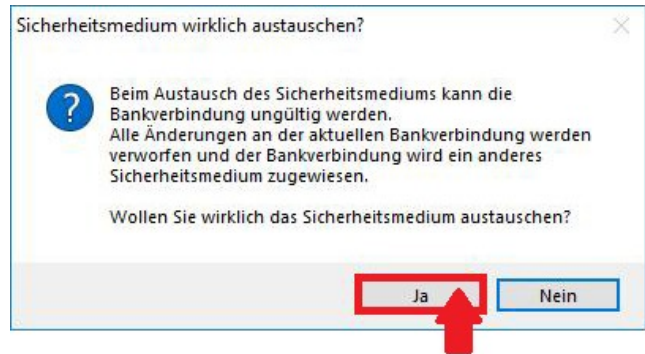 Sicherheitsmedium wirklich austauschen?
Beim Austausch des Sicherheitsmediums kann die
Bankverbindung ungültig werden.
Alle Änderungen an der aktuellen Bankverbindung werden
verworfen und der Bankverbindung wird ein anderes
Sicherheitsmedium zugewiesen.
Wollen Sie wirklich das Sicherheitsmedium austauschen?
Ja
Nein